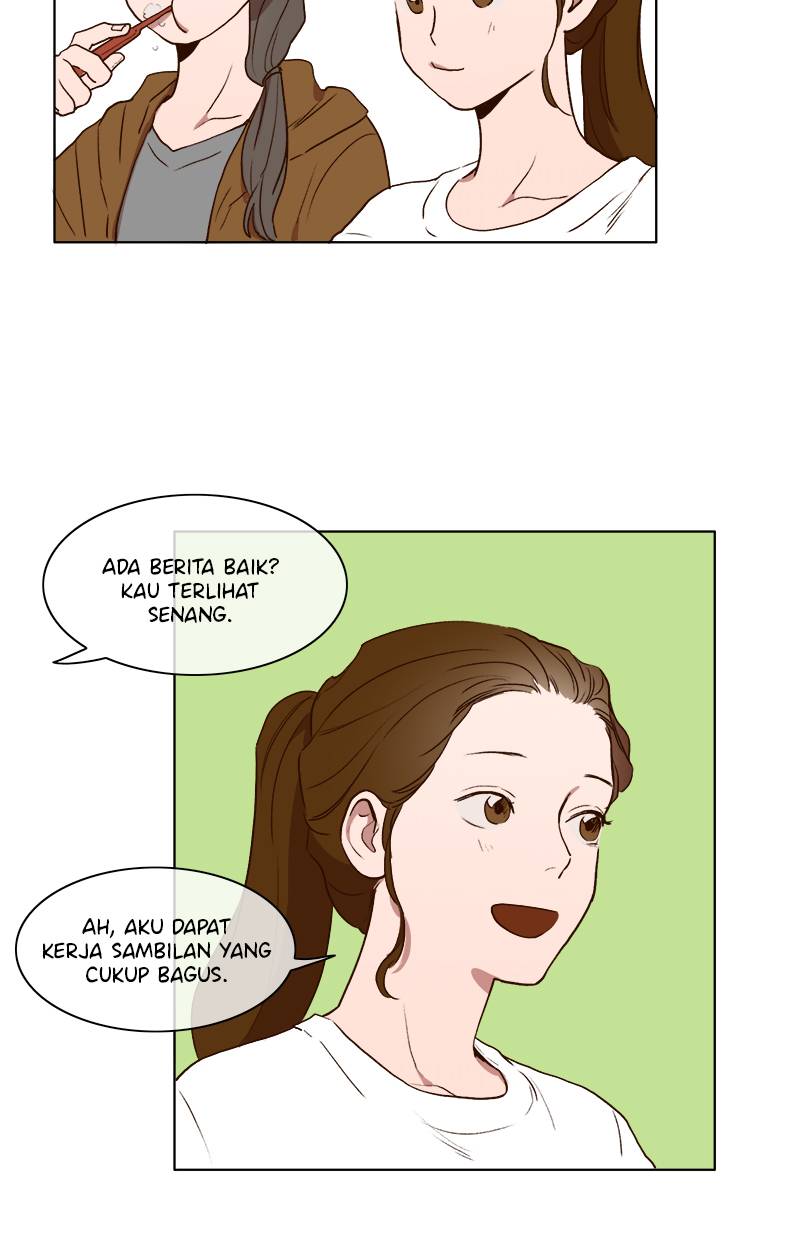 ADA BERITA BAIK?
KAU TERLIHAT
SENANG.
AH, AKU DAPAT
KERJA SAMBILAN YANG
CUKUP BAGUS.